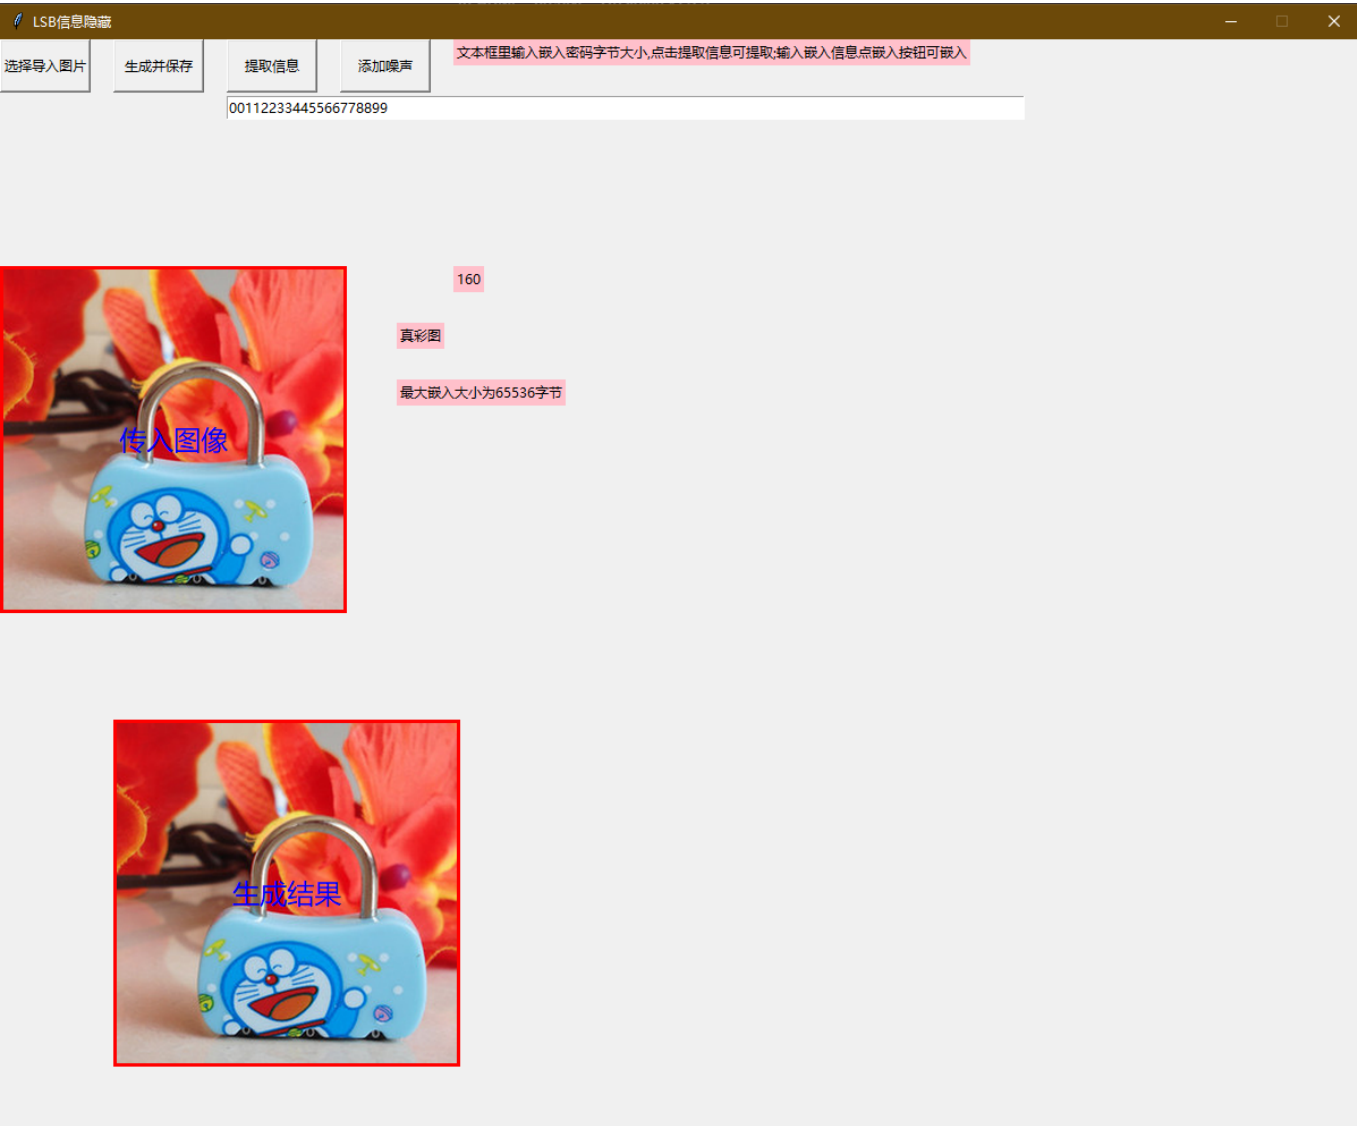 LSB信息隐藏
选择导入图片
生成并保存
提取信息
添加噪声
文本框里输入嵌入密码字节大小,点击提取信息可提取;输入嵌入信息点嵌入按钮可嵌入
00112233445566778899
160
真彩图
最大嵌入大小为65536字节
传入图像
生成结果